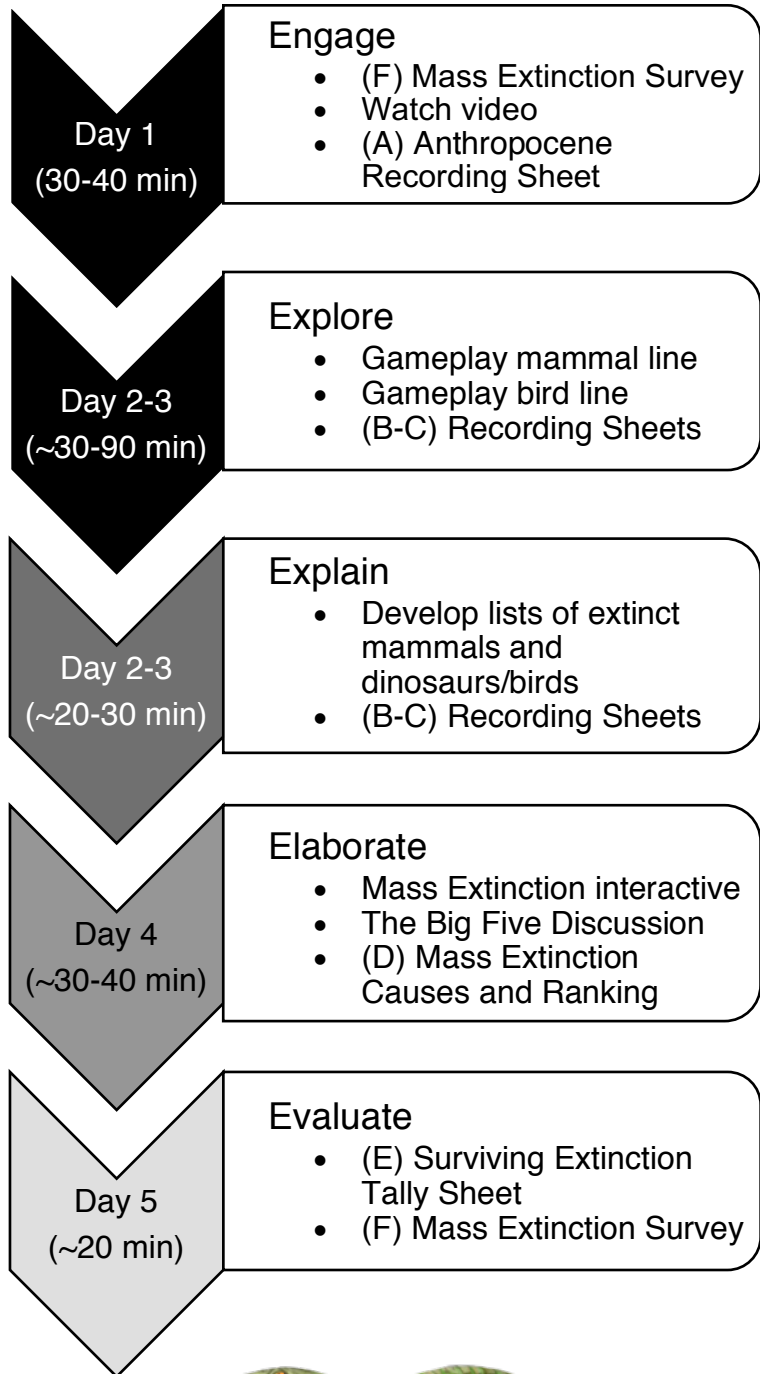 Day 1
(30-40 min)
Engage
• (F) Mass Extinction Survey
• Watch video
• (A) Anthropocene
Recording Sheet
Day 2-3
(~30-90 min)
Explore
• Gameplay mammal line
• Gameplay bird line
• (B-C) Recording Sheets
Day 2-3
(~20-30 min)
Explain
• Develop lists of extinct
mammals and
dinosaurs/birds
• (B-C) Recording Sheets
Day 4
(~30-40 min)
Elaborate
• Mass Extinction interactive
• The Big Five Discussion
• (D) Mass Extinction
Causes and Ranking
Day 5
(~20 min)
Evaluate
• (E) Surviving Extinction
Tally Sheet
• (F) Mass Extinction Survey